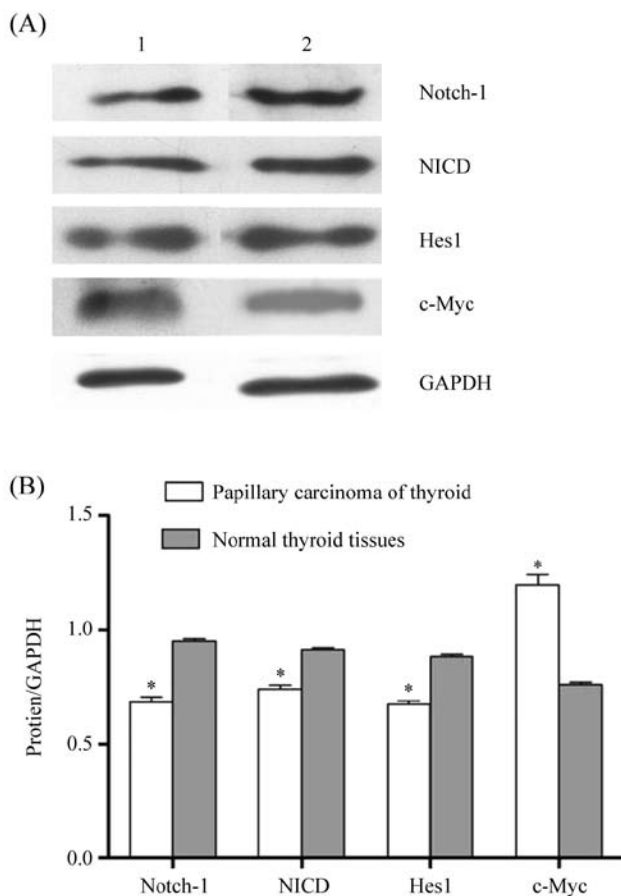 (A)
1 2
Notch-1
NICD
Hes1
c-Myc
GAPDH
(B)
Papillary carcinoma of thyroid
Normal thyroid tissues
1.5
1.0
0.5
0.0
Protien/GAPDH
* * * *
Notch-1 NICD Hes1 c-Myc